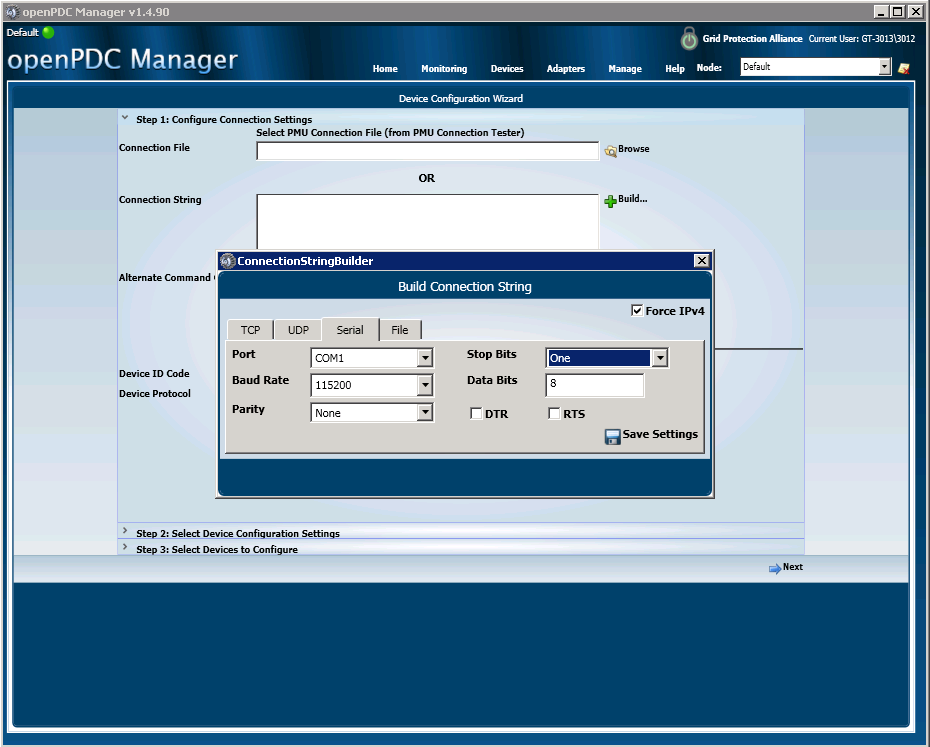 openPDC Manager v1.4.90
Default
openPDC Manager
Grid Protection Alliance Current User: GT-3013\3012
Home Monitoring Devices Adapters Manage Help Node: Default
Device Configuration Wizard
Step 1: Configure Connection Settings
Select PMU Connection File (from PMU Connection Tester)
Connection File
Browse
OR
Connection String
Build...
Alternate Command
ConnectionStringBuilder
Build Connection String
Force IPv4
TCP UDP Serial File
Port COM1 Stop Bits One
Baud Rate 115200 Data Bits 8
Parity None DTR RTS
Save Settings
Device ID Code
Device Protocol
Step 2: Select Device Configuration Settings
Step 3: Select Devices to Configure
Next